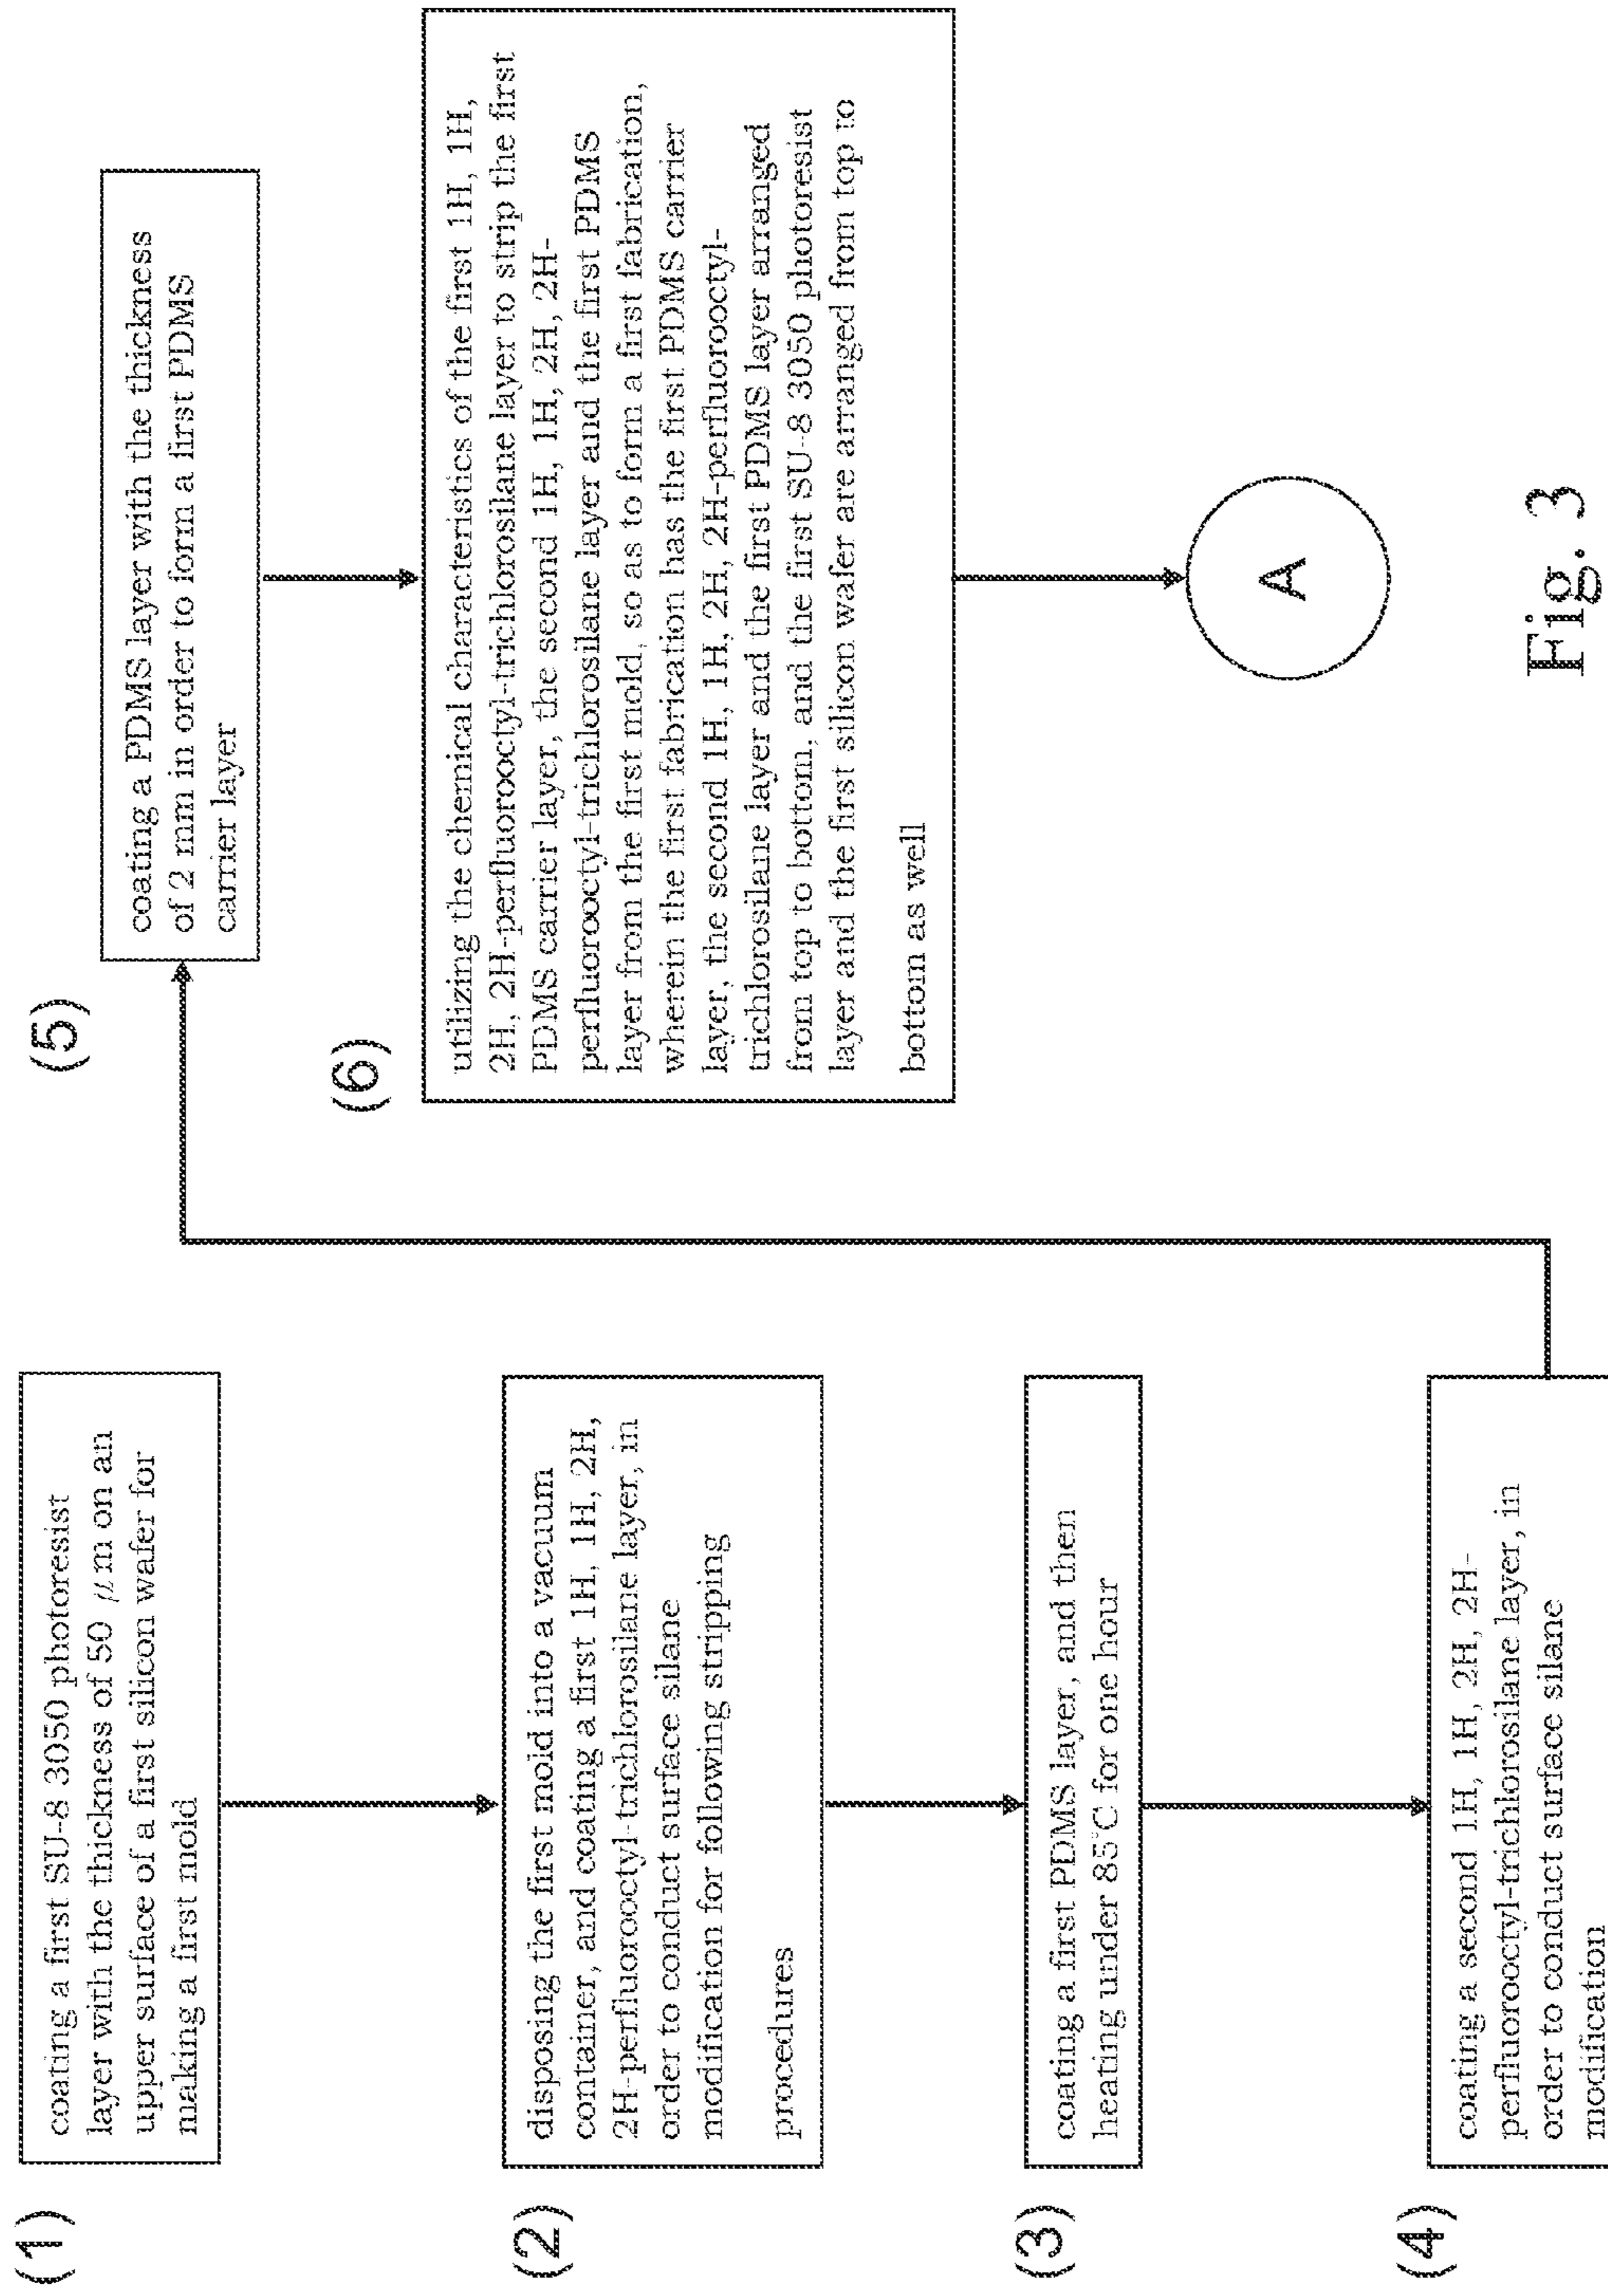 (1)
coating a first SU-8 3050 photoresist
layer with the thickness of 50 μm on an
upper surface of a first silicon wafer for
making a first mold
(2)
disposing the first mold into a vacuum
container, and coating a first 1H, 1H, 2H,
2H-perfluorooctyl-trichlorosilane layer, in
order to conduct surface silane
modification for following stripping
procedures
(3)
coating a first PDMS layer, and then
heating under 85°C for one hour
(4)
coating a second 1H, 1H, 2H, 2H-
perfluorooctyl-trichlorosilane layer, in
order to conduct surface silane
modification
(5)
coating a PDMS layer with the thickness
of 2 mm in order to form a first PDMS
carrier layer
(6)
utilizing the chemical characteristics of the first 1H, 1H,
2H, 2H-perfluorooctyl-trichlorosilane layer to strip the first
PDMS carrier layer, the second 1H, 1H, 2H, 2H-
perfluorooctyl-trichlorosilane layer and the first PDMS
layer from the first mold, so as to form a first fabrication,
wherein the first fabrication has the first PDMS carrier
layer, the second 1H, 1H, 2H, 2H-perfluorooctyl-
trichlorosilane layer and the first PDMS layer arranged
from top to bottom, and the first SU-8 3050 photoresist
layer and the first silicon wafer are arranged from top to
bottom as well
A
Fig. 3